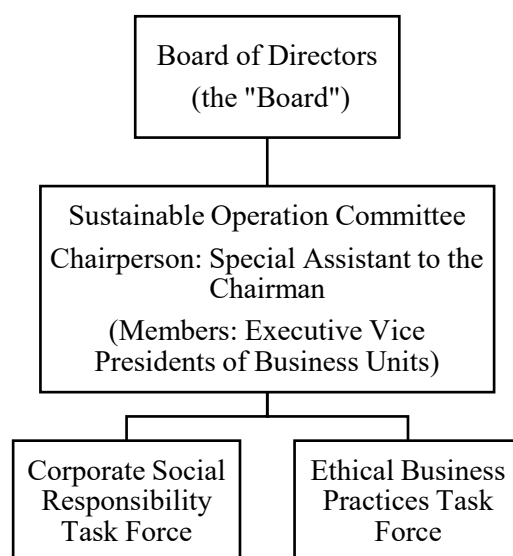 Board of Directors
(the "Board")
Sustainable Operation Committee
Chairperson: Special Assistant to the
Chairman
(Members: Executive Vice
Presidents of Business Units)
Corporate Social
Responsibility
Task Force
Ethical Business
Practices Task
Force